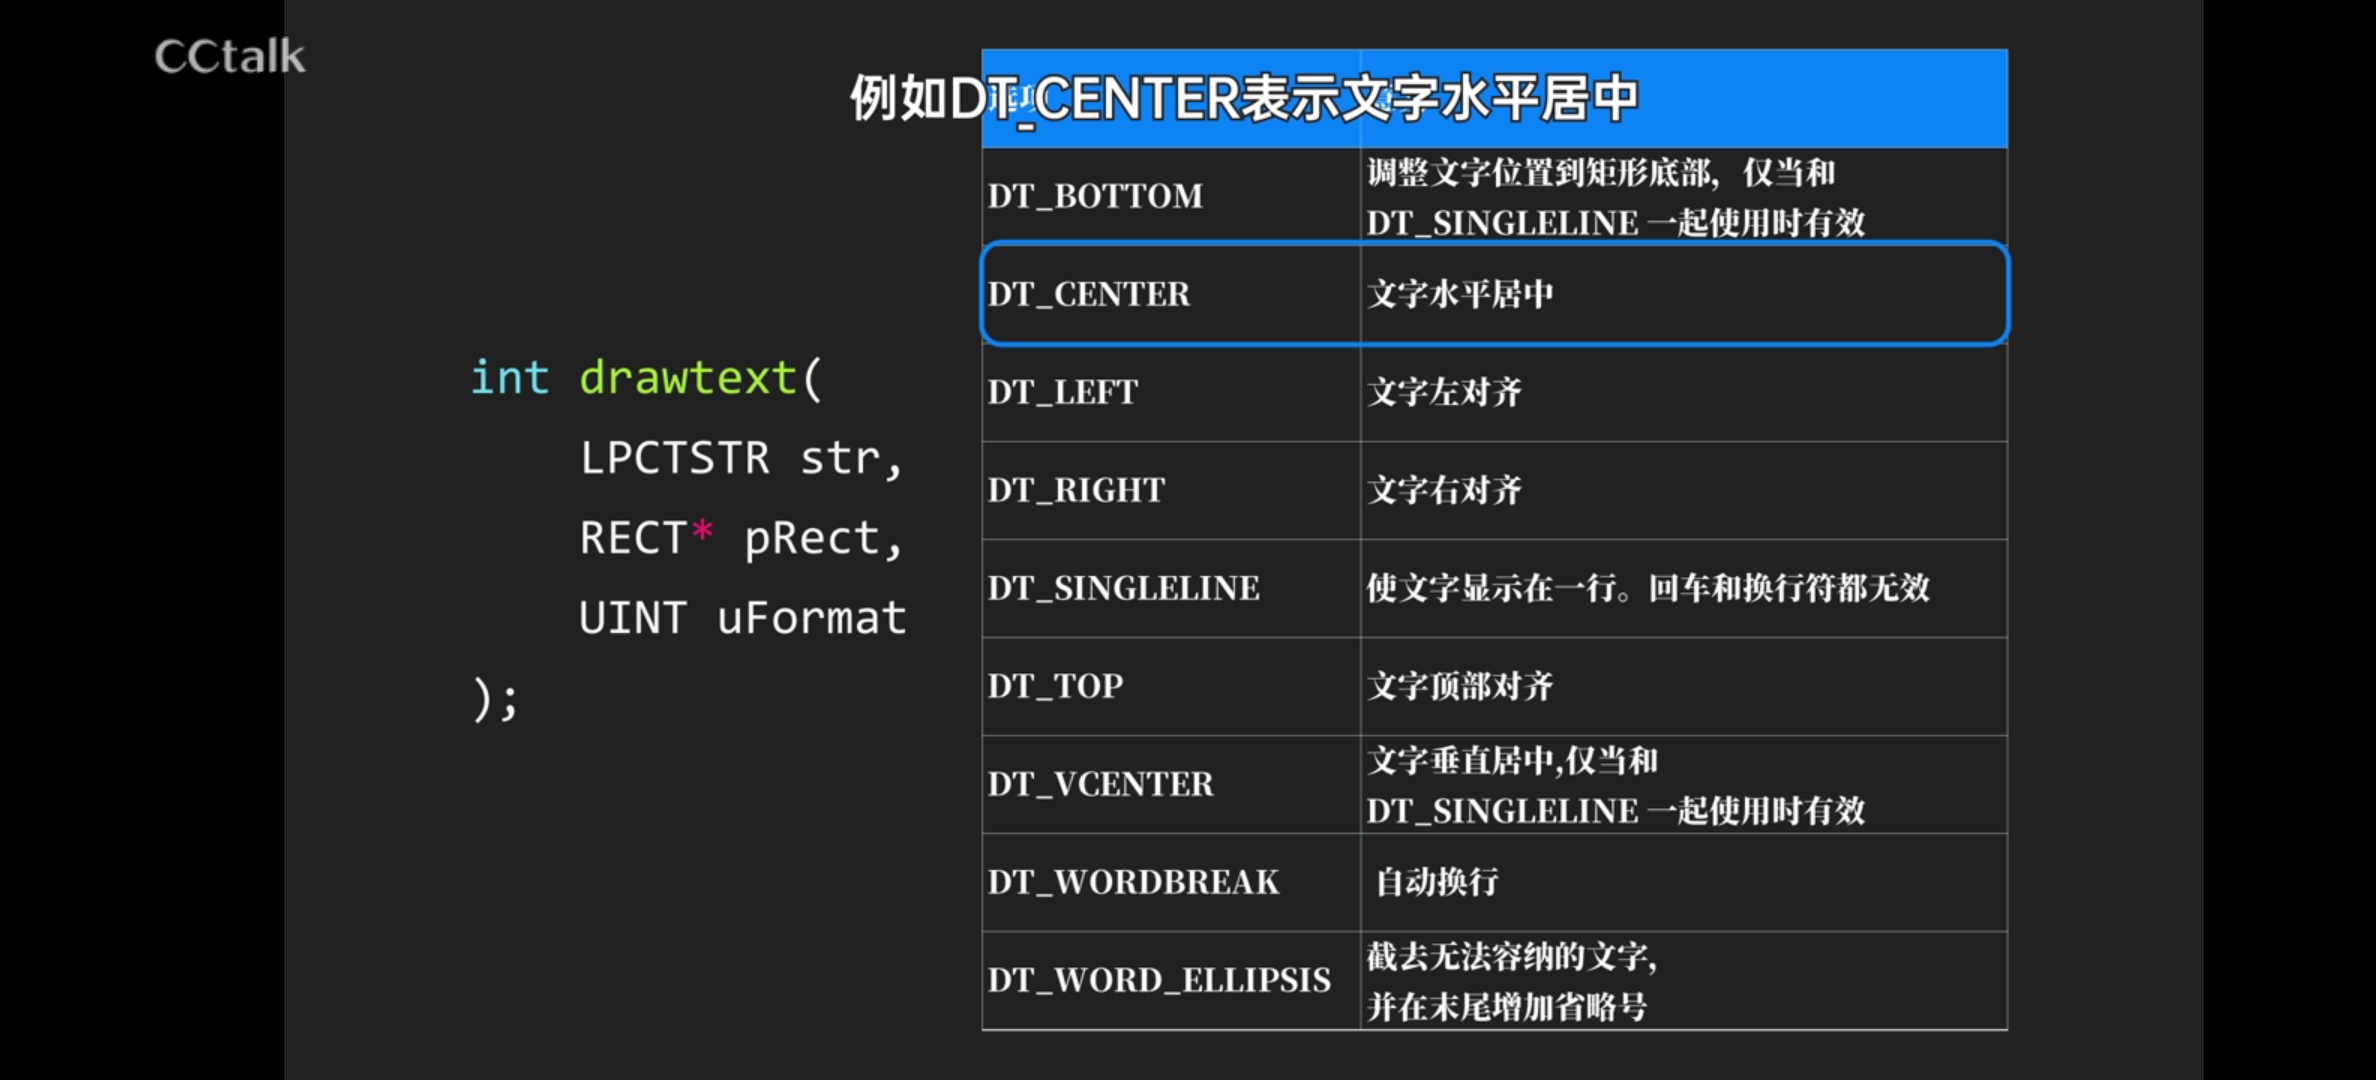 CCtalk
例如DT_CENTER表示文字水平居中
int drawtext(
LPCTSTR str,
RECT* pRect,
UINT uFormat
);
DT_BOTTOM
调整文字位置到矩形底部，仅当和
DT_SINGLELINE 一起使用时有效
DT_CENTER
文字水平居中
DT_LEFT
文字左对齐
DT_RIGHT
文字右对齐
DT_SINGLELINE
使文字显示在一行。回车和换行符都无效
DT_TOP
文字顶部对齐
DT_VCENTER
文字垂直居中,仅当和
DT_SINGLELINE 一起使用时有效
DT_WORDBREAK
自动换行
DT_WORD_ELLIPSIS
截去无法容纳的文字,
并在末尾增加省略号